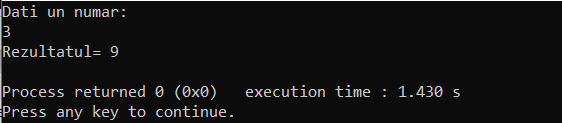 Dati un numar:
3
Rezultatul= 9
Process returned 0 (0x0)   execution time : 1.430 s
Press any key to continue.